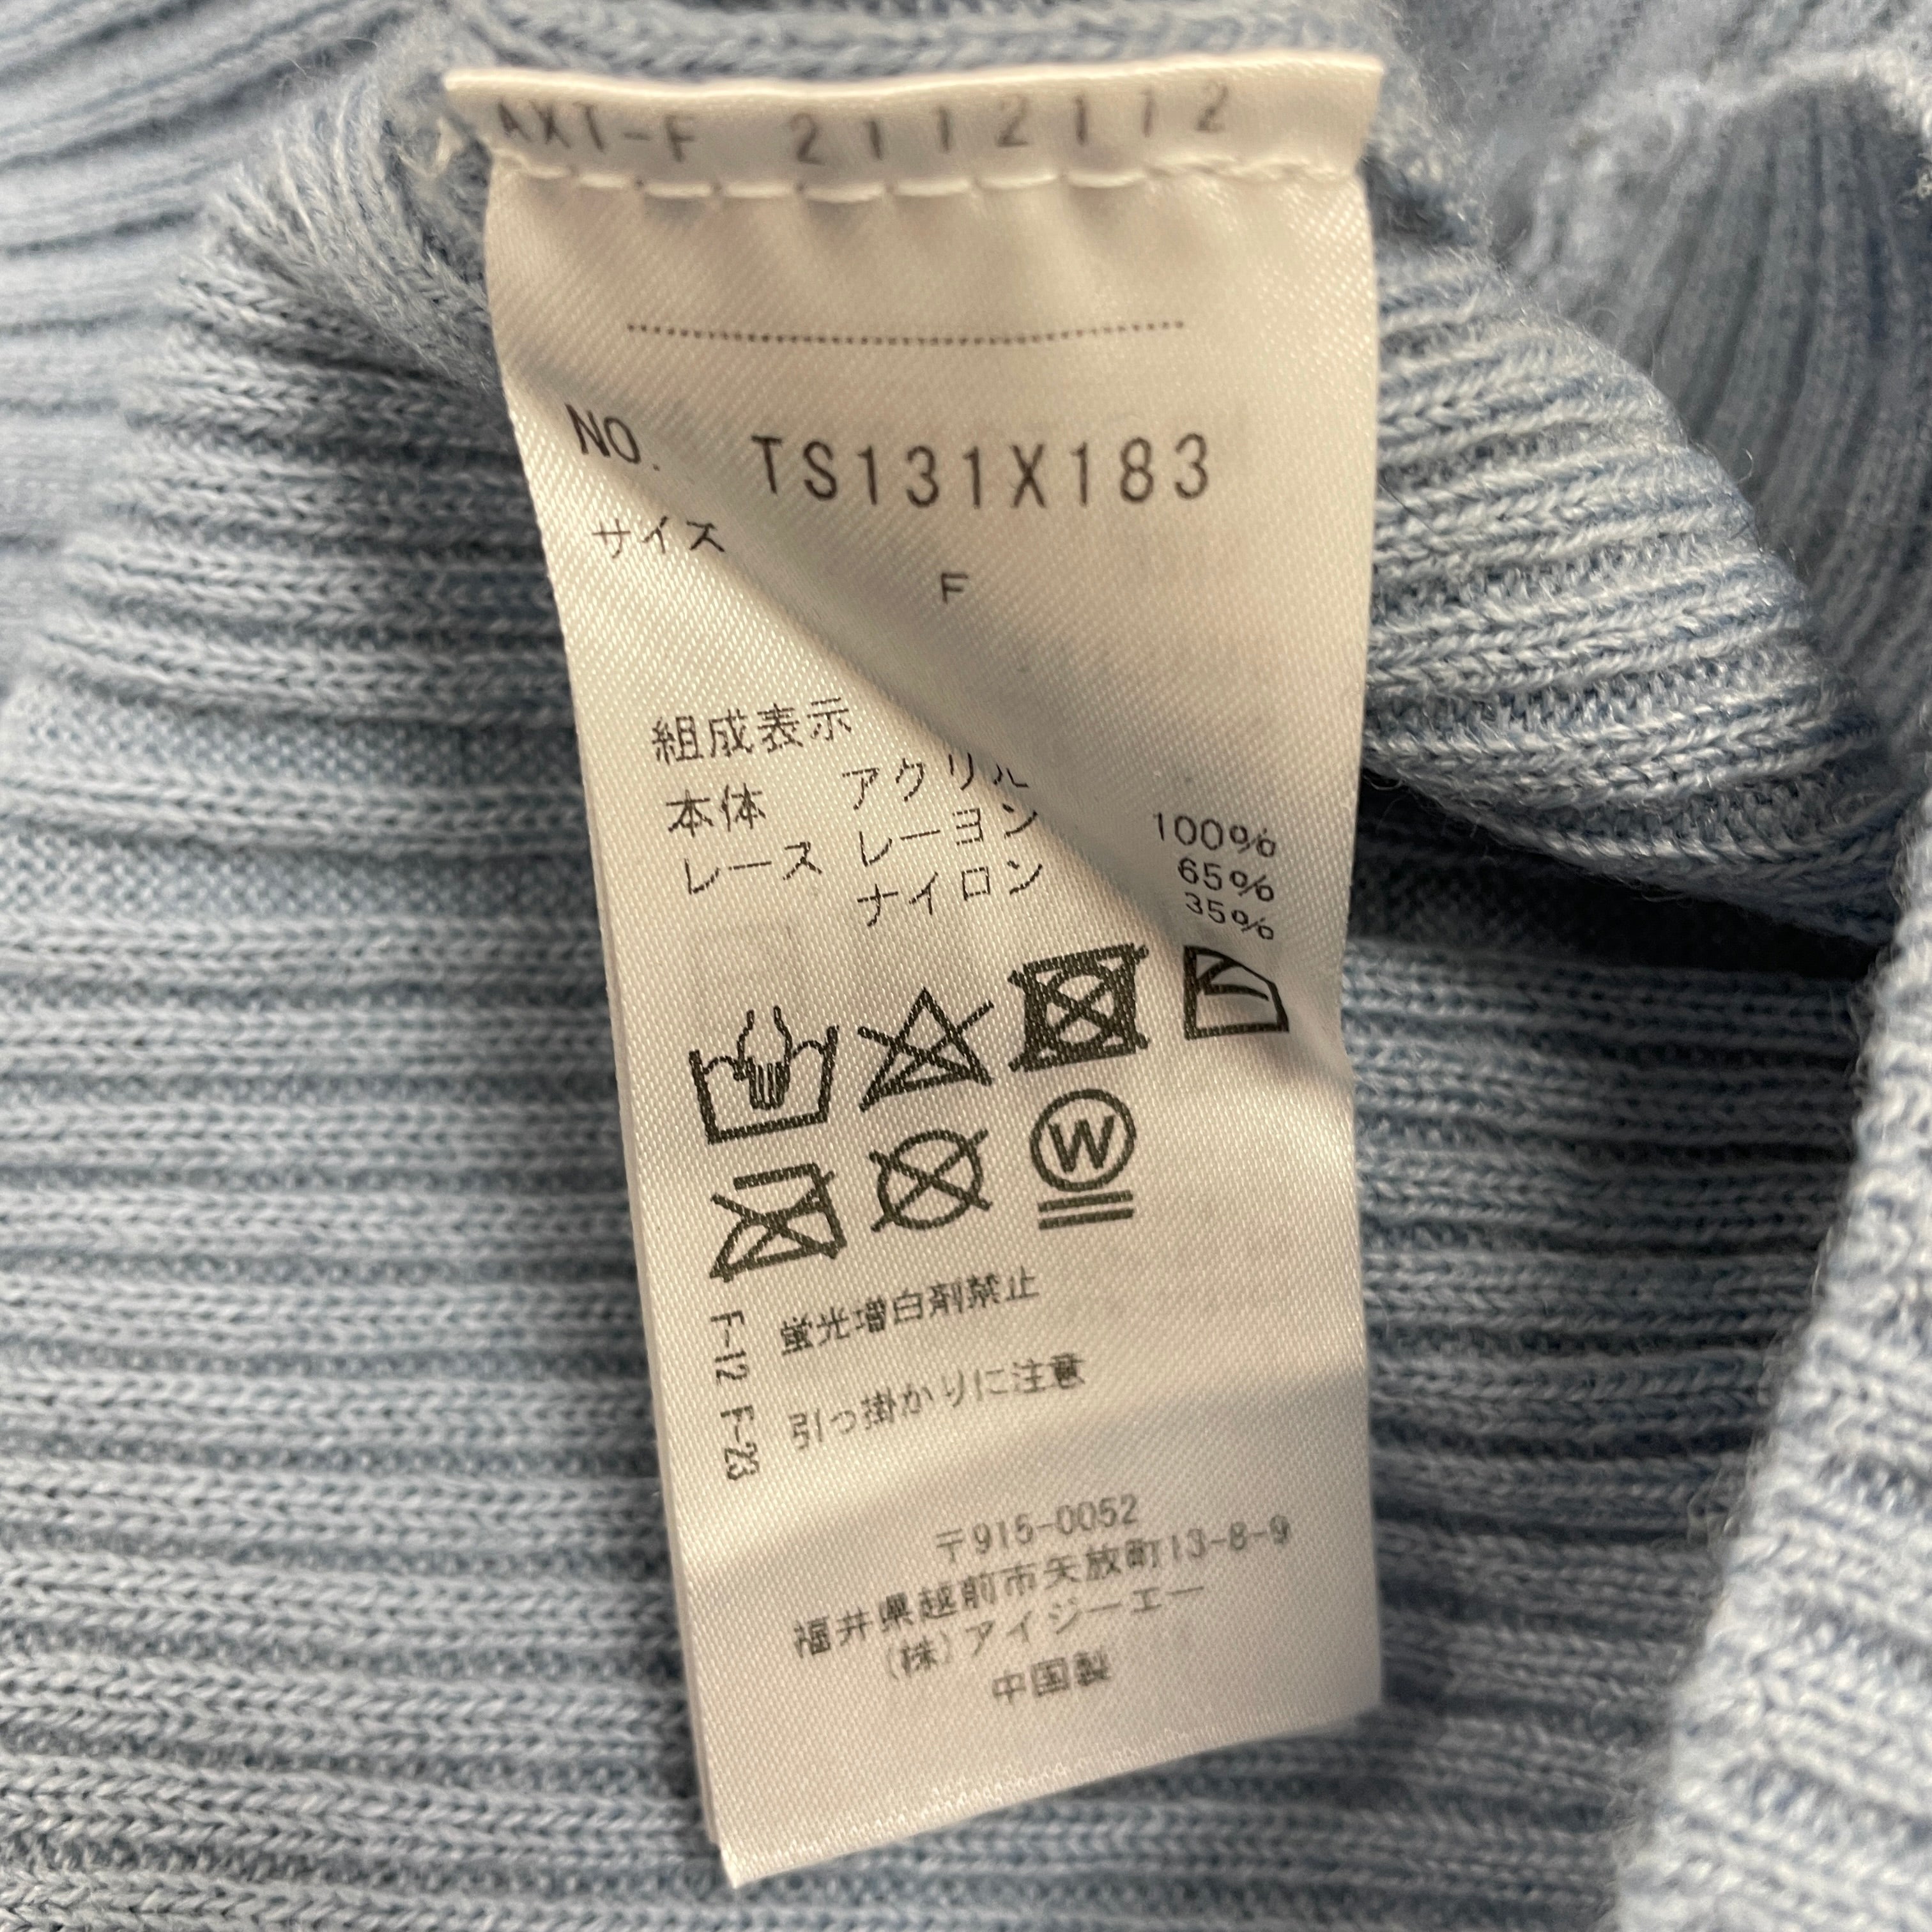 AXT-F 2112112
NO. TS131X183
サイズ
F
組成表示
本体 アクリル 100%
レース レーヨン 65%
ナイロン 35%
W
F-12 F-23
蛍光増白剤禁止
引っ掛かりに注意
〒915-0052
福井県越前市矢放町13-8-9
(株)アイジーエー
中国製